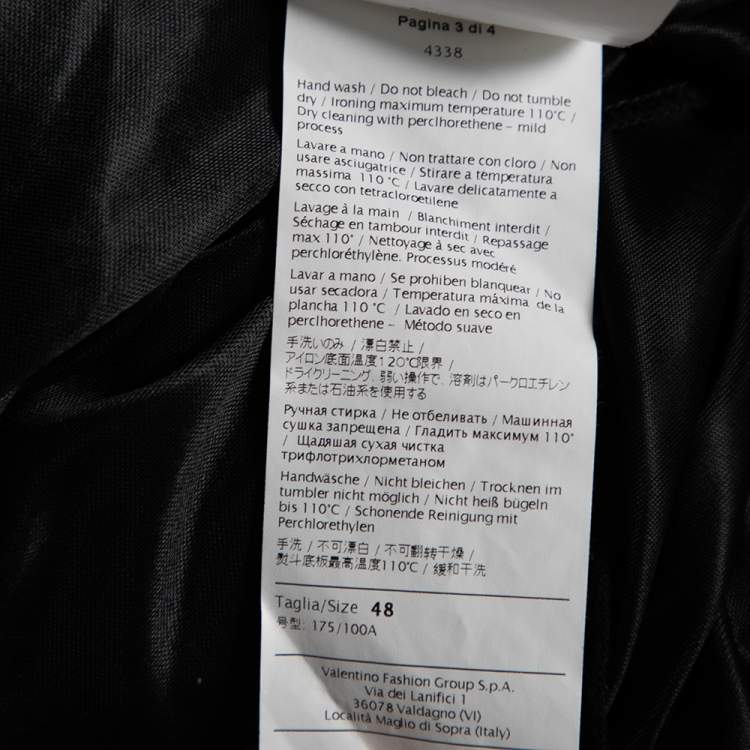 Pagina 3 di 4
4338
Hand wash / Do not bleach / Do not tumble
dry / Ironing maximum temperature 110°C /
Dry cleaning with perclhorethene – mild
process
Lavare a mano / Non trattare con cloro / Non
usare asciugatrice / Stirare a temperatura
massima 110 °C / Lavare delicatamente a
secco con tetracloroetilene
Lavage à la main / Blanchiment interdit /
Séchage en tambour interdit / Repassage
max 110° / Nettoyage à sec avec
perchloréthylène. Processus modéré
Lavar a mano / Se prohiben blanquear / No
usar secadora / Temperatura máxima de la
plancha 110 °C / Lavado en seco en
perclhorethene – Método suave
手洗いのみ / 漂白禁止 /
アイロン底面温度120℃限界 /
ドライクリーニング、弱い操作で、溶剤はパークロエチレン
系または石油系を使用する
Ручная стирка / Не отбеливать / Машинная
сушка запрещена / Гладить максимум 110°
/ Щадяшая сухая чистка
трифлотрихлорметаном
Handwäsche / Nicht bleichen / Trocknen im
tumbler nicht möglich / Nicht heiß bügeln
bis 110°C / Schonende Reinigung mit
Perchlorethylen
手洗 / 不可漂白 / 不可翻转干燥 /
熨斗底板最高温度110℃ / 缓和干洗
Taglia/Size 48
号型: 175/100A
Valentino Fashion Group S.p.A.
Via dei Lanifici 1
36078 Valdagno (VI)
Località Maglio di Sopra (Italy)